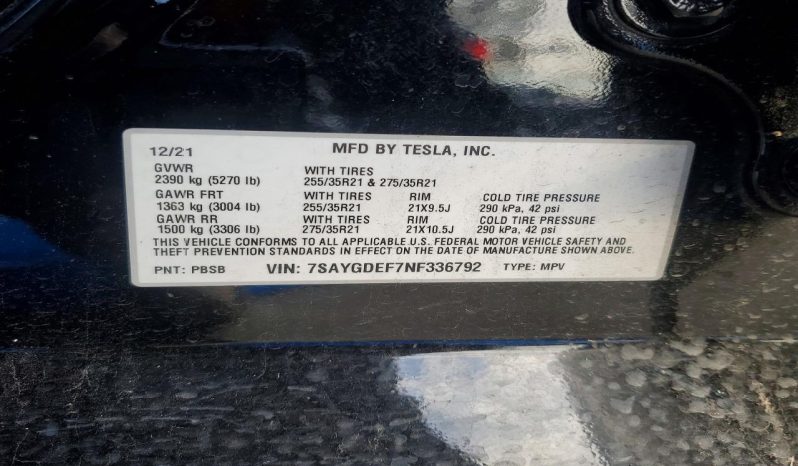 12/21 MFD BY TESLA, INC.
GVWR WITH TIRES
2390 kg (5270 lb) 255/35R21 & 275/35R21
GAWR FRT WITH TIRES RIM COLD TIRE PRESSURE
1363 kg (3004 lb) 255/35R21 21X9.5J 290 kPa, 42 psi
GAWR RR WITH TIRES RIM COLD TIRE PRESSURE
1500 kg (3306 lb) 275/35R21 21X10.5J 290 kPa, 42 psi
THIS VEHICLE CONFORMS TO ALL APPLICABLE U.S. FEDERAL MOTOR VEHICLE SAFETY AND
THEFT PREVENTION STANDARDS IN EFFECT ON THE DATE OF MANUFACTURE SHOWN ABOVE.
PNT: PBSB VIN: 7SAYGDEF7NF336792 TYPE: MPV